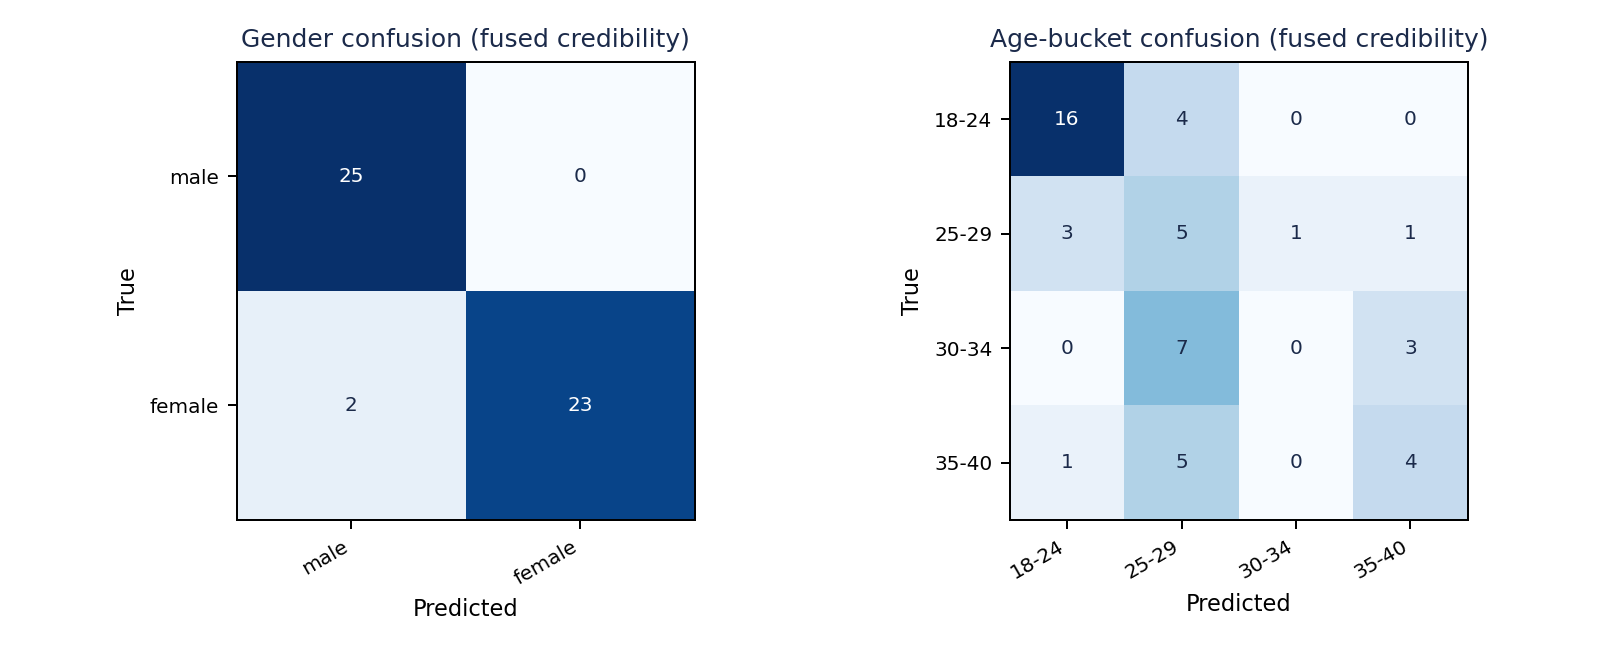 Gender confusion (fused credibility)
True
male
25
0
female
2
23
male
female
Predicted
Age-bucket confusion (fused credibility)
True
18-24
16
4
0
0
25-29
3
5
1
1
30-34
0
7
0
3
35-40
1
5
0
4
18-24
25-29
30-34
35-40
Predicted